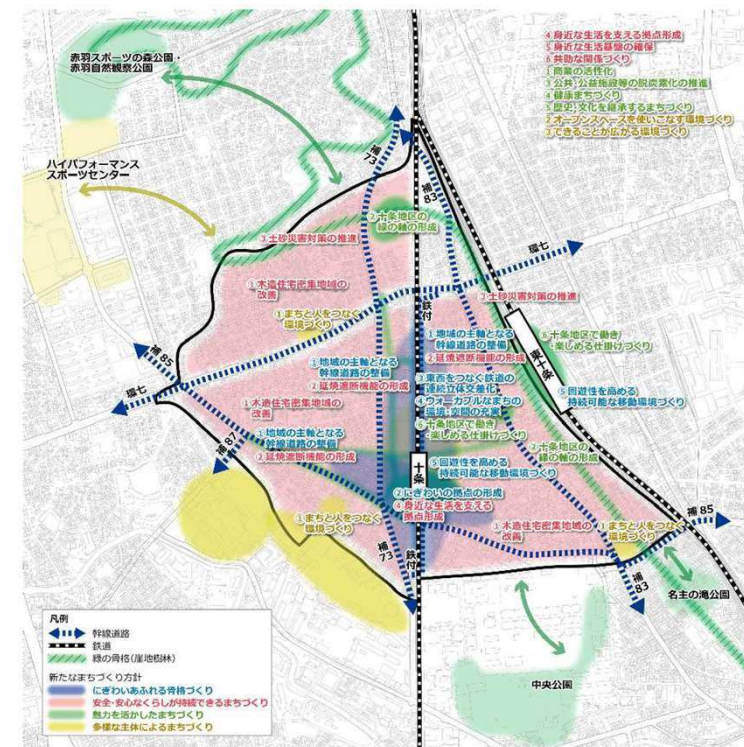 ④身近な生活を支える拠点形成
⑤身近な生活基盤の確保
⑥共助な関係づくり
①商業の活性化
③公共・公益施設等の脱炭素化の推進
④健康まちづくり
⑤歴史・文化を継承するまちづくり
②オープンスペースを使いこなす環境づくり
③できることが広がる環境づくり
赤羽スポーツの森公園・
赤羽自然観察公園
ハイパフォーマンス
スポーツセンター
補73
補83
②十条地区の
緑の軸の形成
③土砂災害対策の推進
環七
①木造住宅密集地域の
改善
鉄付
③土砂災害対策の推進
①まちと人をつなぐ
環境づくり
補85
①地域の主軸となる
幹線道路の整備
②延焼遮断機能の形成
⑥十条地区で働き
楽しめる仕掛けづくり
東十条
①地域の主軸となる
幹線道路の整備
②延焼遮断機能の形成
③東西をつなぐ鉄道の
連続立体交差化
④ウォーカブルなまちの
環境・空間の充実
⑥十条地区で働き
楽しめる仕掛けづくり
⑤回遊性を高める
持続可能な移動環境づくり
環七
①木造住宅密集地域の
改善
補87
①地域の主軸となる
幹線道路の整備
②延焼遮断機能の形成
②十条地区の
緑の軸の形成
十条
⑤回遊性を高める
持続可能な移動環境づくり
②にぎわいの拠点の形成
④身近な生活を支える
拠点形成
①まちと人をつなぐ
環境づくり
①木造住宅密集地域の
改善
①まちと人をつなぐ
環境づくり
補85
補73
鉄付
補83
名主の滝公園
中央公園
凡例
幹線道路
鉄道
緑の骨格(崖地樹林)
新たなまちづくり方針
にぎわいあふれる骨格づくり
安全・安心なくらしが持続できるまちづくり
魅力を活かしたまちづくり
多様な主体によるまちづくり